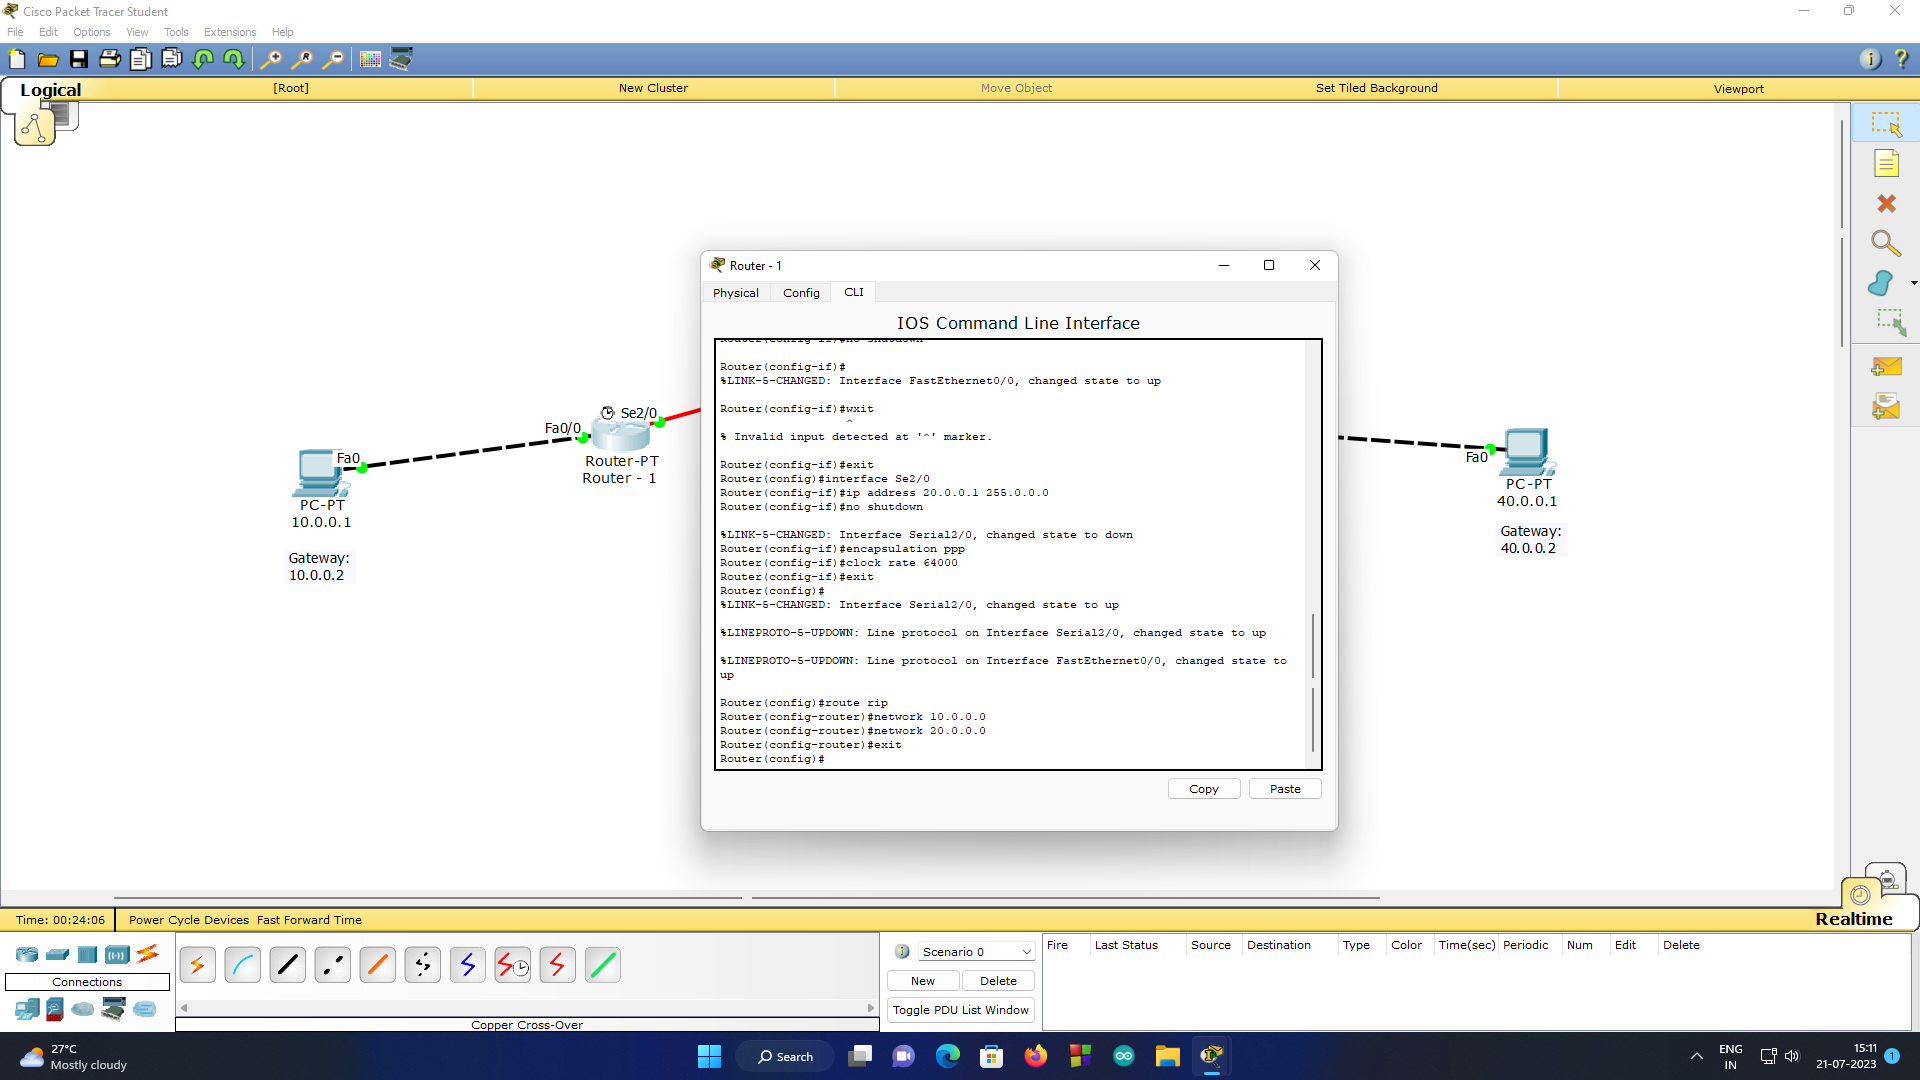 Cisco Packet Tracer Student
File Edit Options View Tools Extensions Help
Logical
[Root]
New Cluster
Move Object
Set Tiled Background
Viewport
Fa0
PC-PT
10.0.0.1
Gateway:
10.0.0.2
Fa0/0
Se2/0
Router-PT
Router - 1
Router - 1
Physical Config CLI
IOS Command Line Interface
Router(config-if)#no shutdown
Router(config-if)#
%LINK-5-CHANGED: Interface FastEthernet0/0, changed state to up
Router(config-if)#wxit
^
% Invalid input detected at '^' marker.
Router(config-if)#exit
Router(config)#interface Se2/0
Router(config-if)#ip address 20.0.0.1 255.0.0.0
Router(config-if)#no shutdown
%LINK-5-CHANGED: Interface Serial2/0, changed state to down
Router(config-if)#encapsulation ppp
Router(config-if)#clock rate 64000
Router(config-if)#exit
Router(config)#
%LINK-5-CHANGED: Interface Serial2/0, changed state to up
%LINEPROTO-5-UPDOWN: Line protocol on Interface Serial2/0, changed state to up
%LINEPROTO-5-UPDOWN: Line protocol on Interface FastEthernet0/0, changed state to
up
Router(config)#route rip
Router(config-router)#network 10.0.0.0
Router(config-router)#network 20.0.0.0
Router(config-router)#exit
Router(config)#
Copy Paste
Fa0
PC-PT
40.0.0.1
Gateway:
40.0.0.2
Time: 00:24:06 Power Cycle Devices Fast Forward Time
Realtime
Connections
Copper Cross-Over
Scenario 0
New Delete
Toggle PDU List Window
Fire Last Status Source Destination Type Color Time(sec) Periodic Num Edit Delete
27°C
Mostly cloudy
Search
ENG
IN
15:11
21-07-2023
1